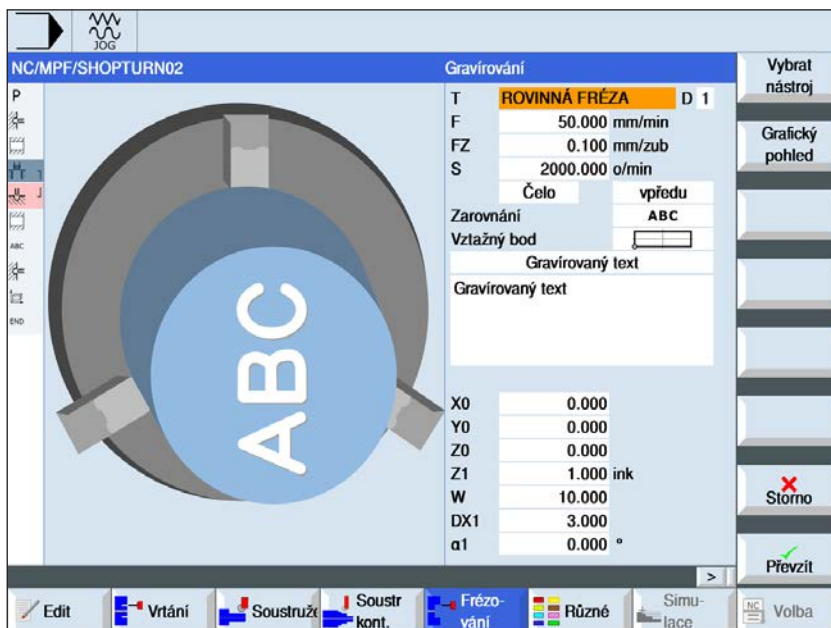 JOG
NC/MPF/SHOPTURN02
Gravírování
P
ABC
END
ABC
T ROVINNÁ FRÉZA D 1
F 50.000 mm/min
FZ 0.100 mm/zub
S 2000.000 o/min
Čelo vpředu
Zarovnání ABC
Vztažný bod
Gravírovaný text
Gravírovaný text
X0 0.000
Y0 0.000
Z0 0.000
Z1 1.000 ink
W 10.000
DX1 3.000
α1 0.000 °
>
Vybrat
nástroj
Grafický
pohled
Storno
Převzít
Edit
Vrtání
Soustruže
Soustr
kont.
Frézo-
vání
Různé
Simu-
lace
NC
Volba